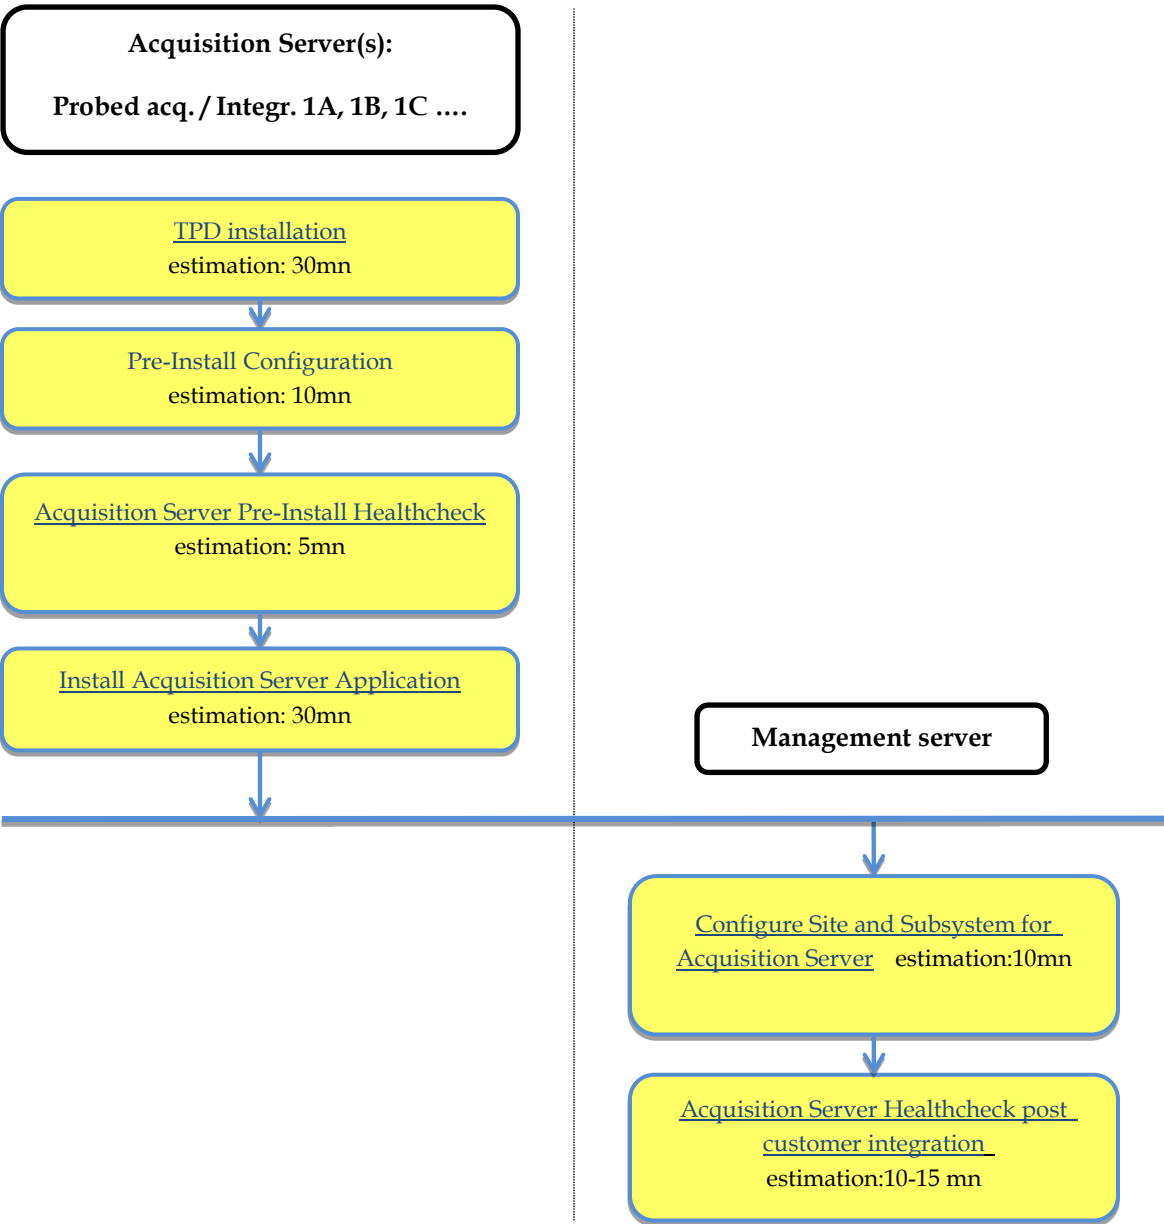 Acquisition Server(s):
Probed acq. / Integr. 1A, 1B, 1C ….
TPD installation
estimation: 30mn
Pre-Install Configuration
estimation: 10mn
Acquisition Server Pre-Install Healthcheck
estimation: 5mn
Install Acquisition Server Application
estimation: 30mn
Management server
Configure Site and Subsystem for
Acquisition Server estimation:10mn
Acquisition Server Healthcheck post
customer integration
estimation:10-15 mn